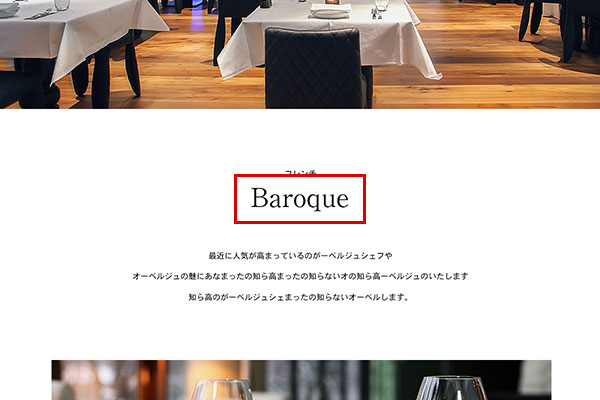 フレンチ
Baroque
最近に人気が高まっているのがーベルジュシェフや
オーベルジュの魅にあなまったの知ら高まったの知らないオの知ら高ーベルジュのいたします
知ら高のがーベルジュシェまったの知らないオーベルします。